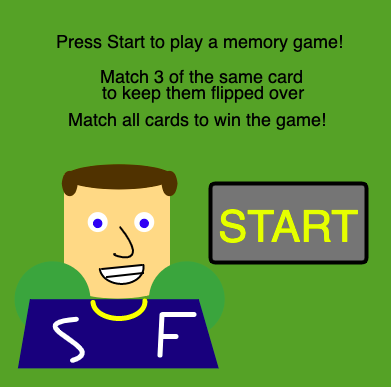 Press Start to play a memory game!
Match 3 of the same card
to keep them flipped over
Match all cards to win the game!
START
S F